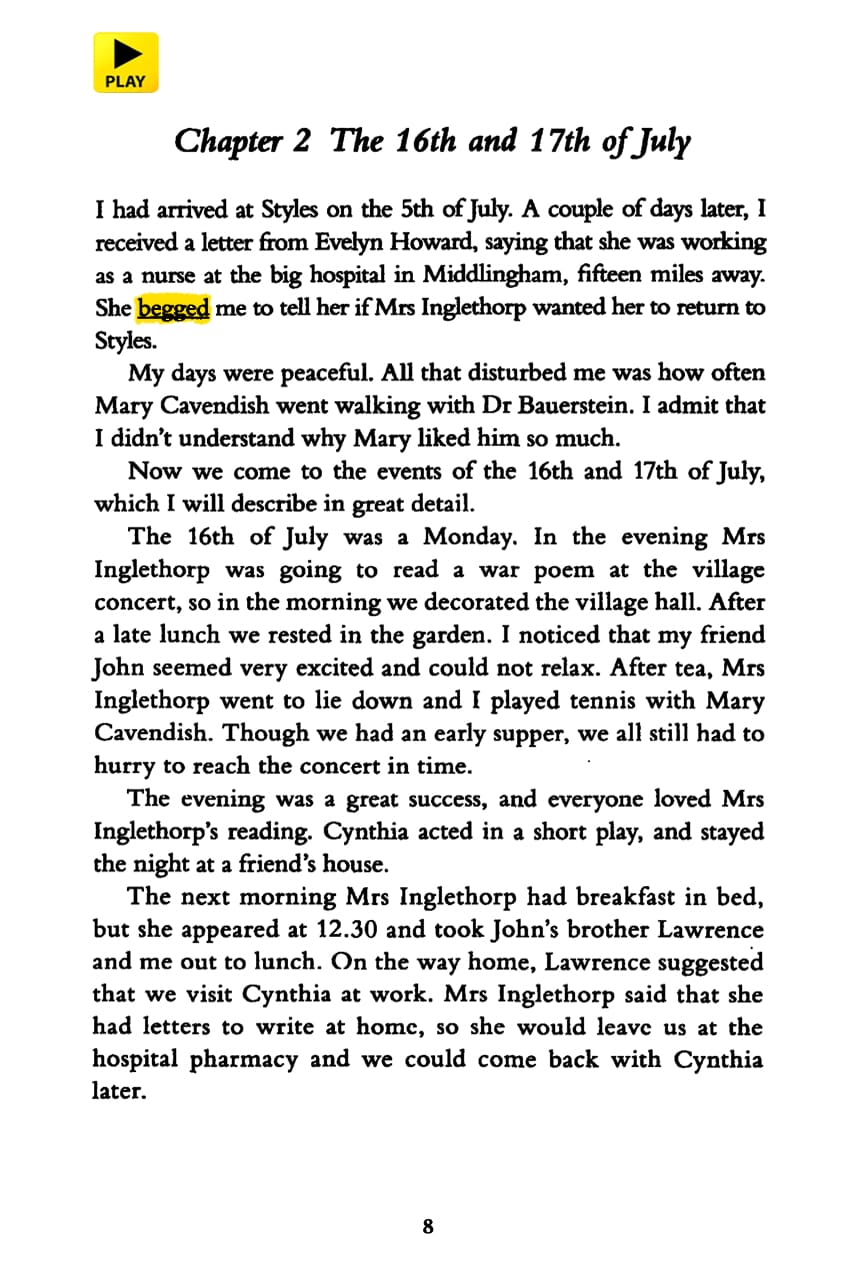 PLAY
Chapter 2 The 16th and 17th of July
I had arrived at Styles on the 5th of July. A couple of days later, I
received a letter from Evelyn Howard, saying that she was working
as a nurse at the big hospital in Middlingham, fifteen miles away.
She begged me to tell her if Mrs Inglethorp wanted her to return to
Styles.
My days were peaceful. All that disturbed me was how often
Mary Cavendish went walking with Dr Bauerstein. I admit that
I didn't understand why Mary liked him so much.
Now we come to the events of the 16th and 17th of July,
which I will describe in great detail.
The 16th of July was a Monday. In the evening Mrs
Inglethorp was going to read a war poem at the village
concert, so in the morning we decorated the village hall. After
a late lunch we rested in the garden. I noticed that my friend
John seemed very excited and could not relax. After tea, Mrs
Inglethorp went to lie down and I played tennis with Mary
Cavendish. Though we had an early supper, we all still had to
hurry to reach the concert in time.
The evening was a great success, and everyone loved Mrs
Inglethorp's reading. Cynthia acted in a short play, and stayed
the night at a friend's house.
The next morning Mrs Inglethorp had breakfast in bed,
but she appeared at 12.30 and took John's brother Lawrence
and me out to lunch. On the way home, Lawrence suggested
that we visit Cynthia at work. Mrs Inglethorp said that she
had letters to write at home, so she would leave us at the
hospital pharmacy and we could come back with Cynthia
later.
8